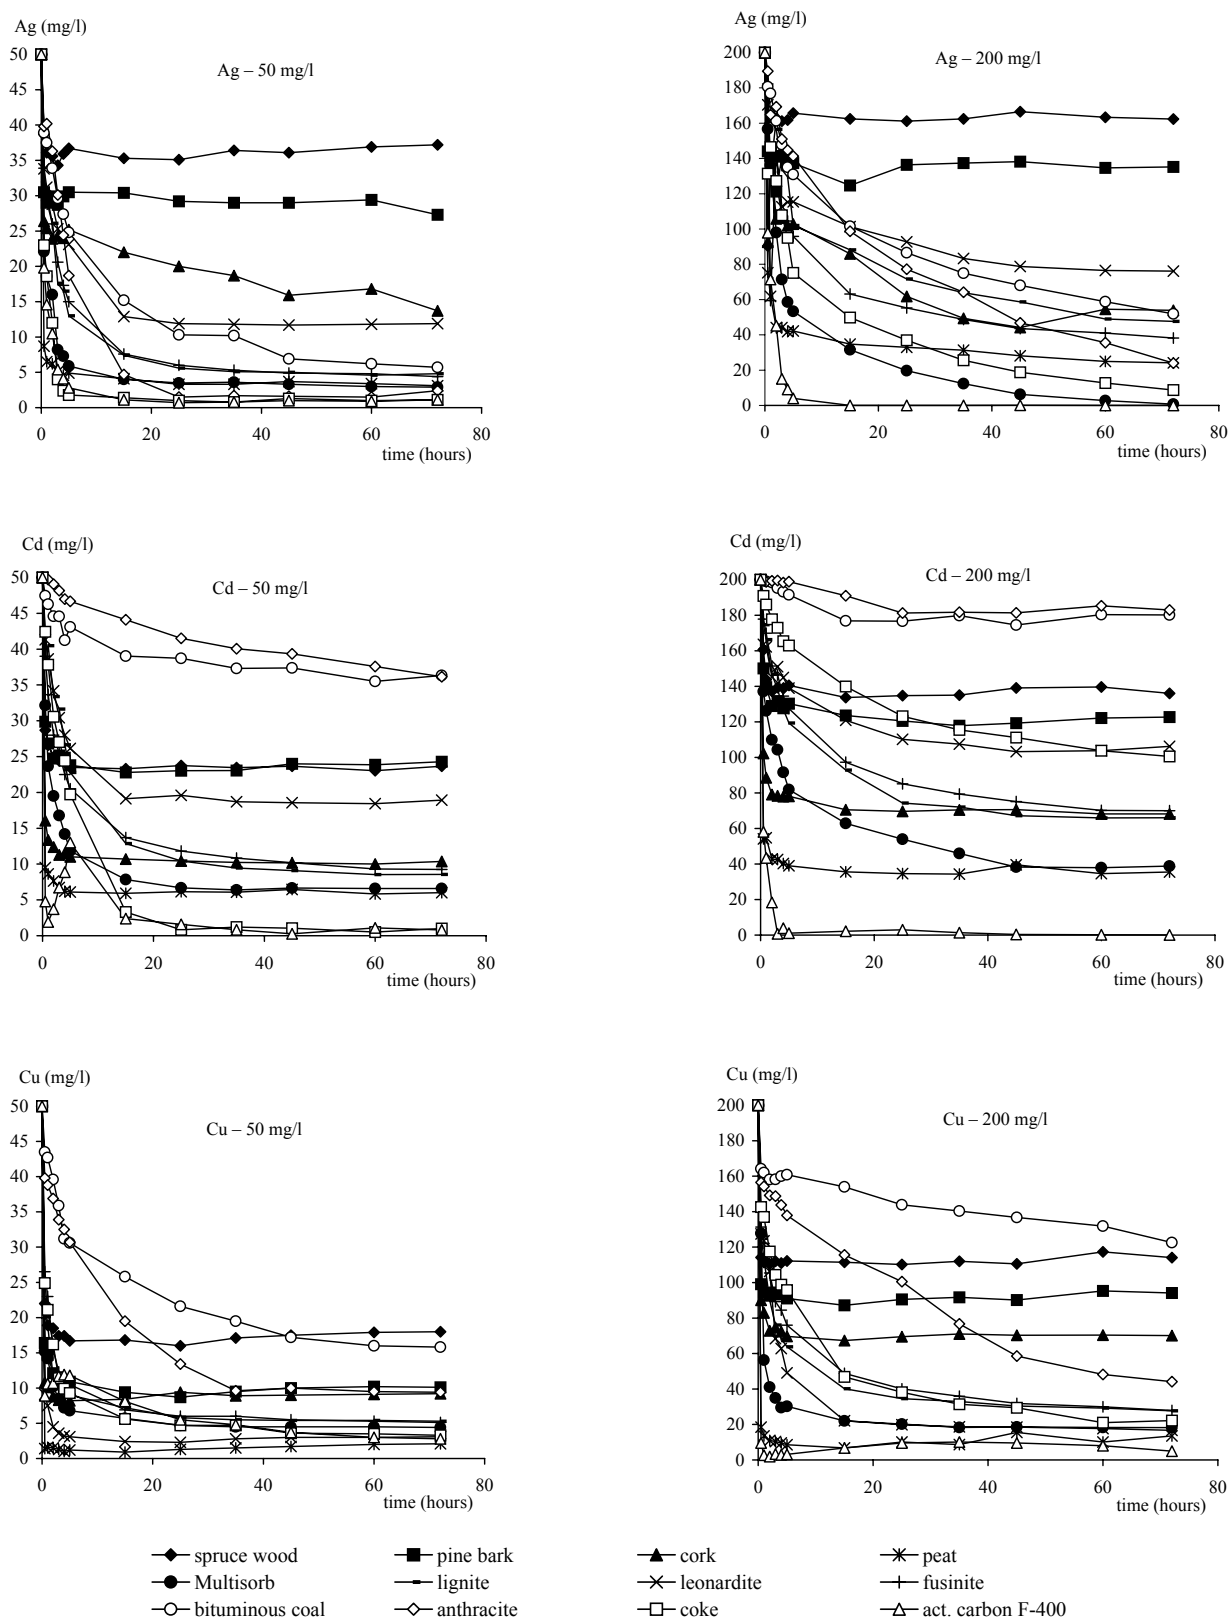 Ag (mg/l)
Ag – 50 mg/l
50
45
40
35
30
25
20
15
10
5
0
0 20 40 60 80
time (hours)
Ag (mg/l)
Ag – 200 mg/l
200
180
160
140
120
100
80
60
40
20
0
0 20 40 60 80
time (hours)
Cd (mg/l)
Cd – 50 mg/l
50
45
40
35
30
25
20
15
10
5
0
0 20 40 60 80
time (hours)
Cd (mg/l)
Cd – 200 mg/l
200
180
160
140
120
100
80
60
40
20
0
0 20 40 60 80
time (hours)
Cu (mg/l)
Cu – 50 mg/l
50
45
40
35
30
25
20
15
10
5
0
0 20 40 60 80
time (hours)
Cu (mg/l)
Cu – 200 mg/l
200
180
160
140
120
100
80
60
40
20
0
0 20 40 60 80
time (hours)
spruce wood pine bark cork peat
Multisorb lignite leonardite fusinite
bituminous coal anthracite coke act. carbon F-400